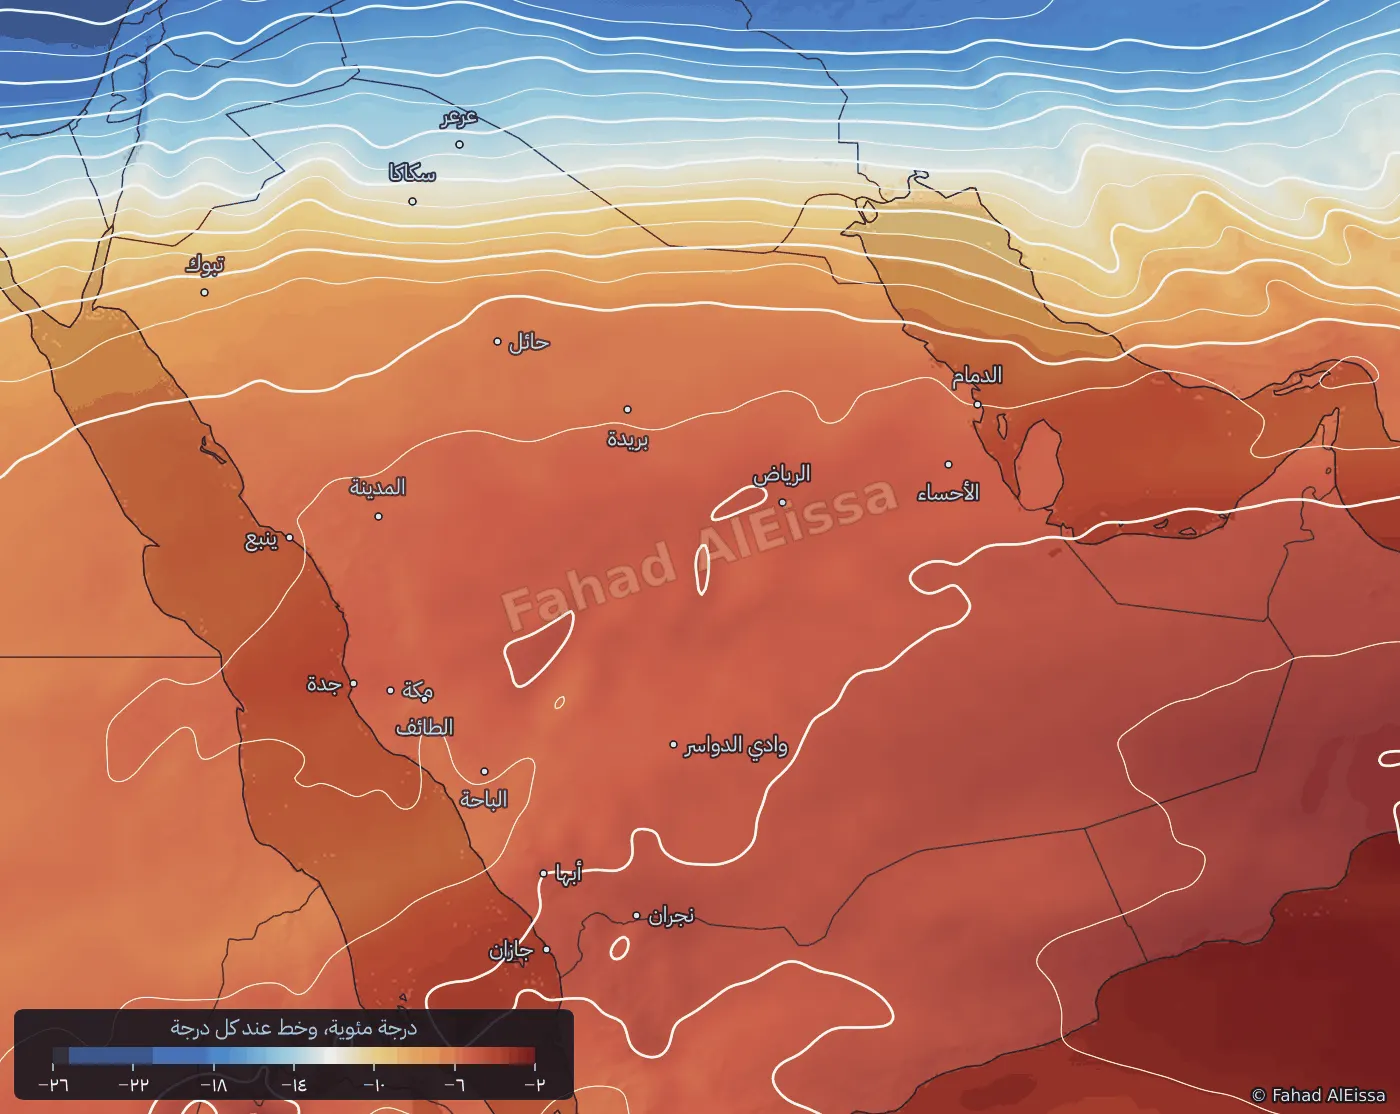 عرعر
سكاكا
تبوك
حائل
الدمام
بريدة
الرياض
المدينة
الأحساء
ينبع
Fahad AlEissa
جدة
مكة
الطائف
وادي الدواسر
الباحة
أبها
نجران
جازان
درجة مئوية، وخط عند كل درجة
−٢٦ −٢٢ −١٨ −١٤ −١٠ −٦ −٢
© Fahad AlEissa